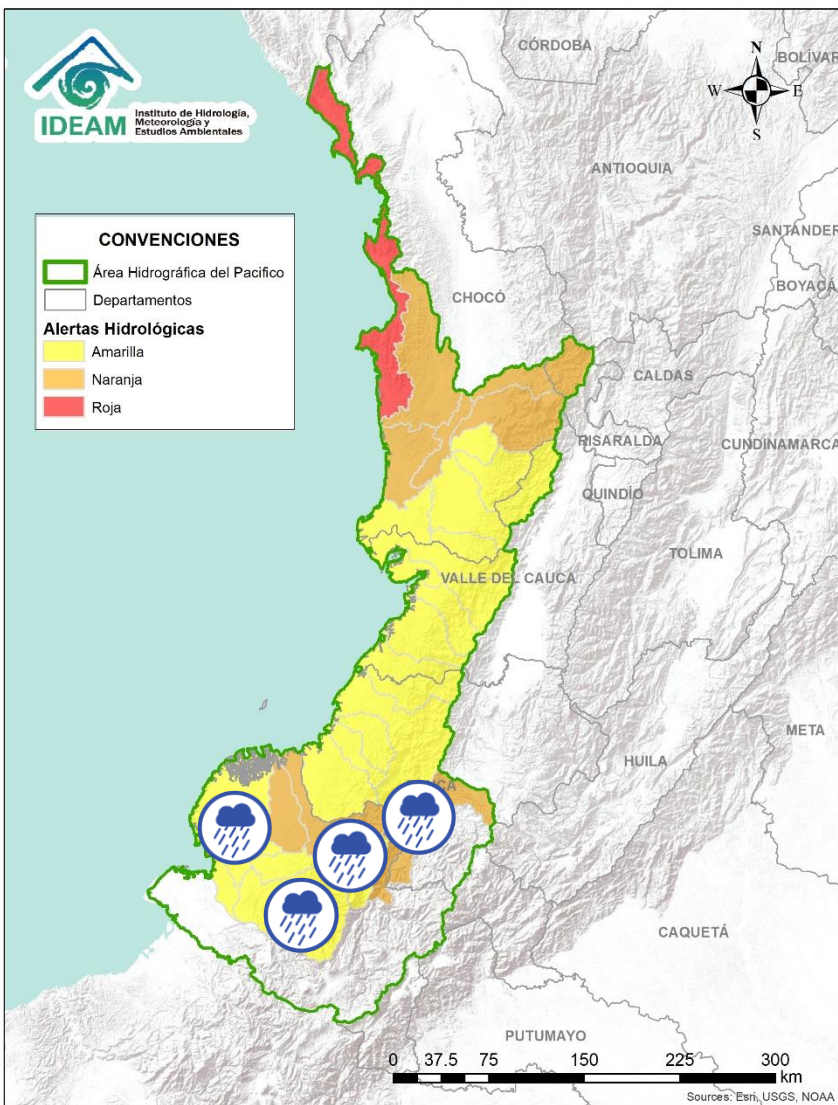 IDEAM
Instituto de Hidrología,
Meteorología y
Estudios Ambientales
CÓRDOBA
BOLÍVAR
N
W
E
S
ANTIOQUIA
SANTANDER
BOYACÁ
CONVENCIONES
Área Hidrográfica del Pacifico
Departamentos
Alertas Hidrológicas
Amarilla
Naranja
Roja
CHOCÓ
CALDAS
RISARALDA
CUNDINAMARCA
QUINDÍO
TOLIMA
VALLE DEL CAUCA
META
HUILA
CA
CAQUETÁ
PUTUMAYO
0 37.5 75 150 225 300
km
Sources: Esri, USGS, NOAA